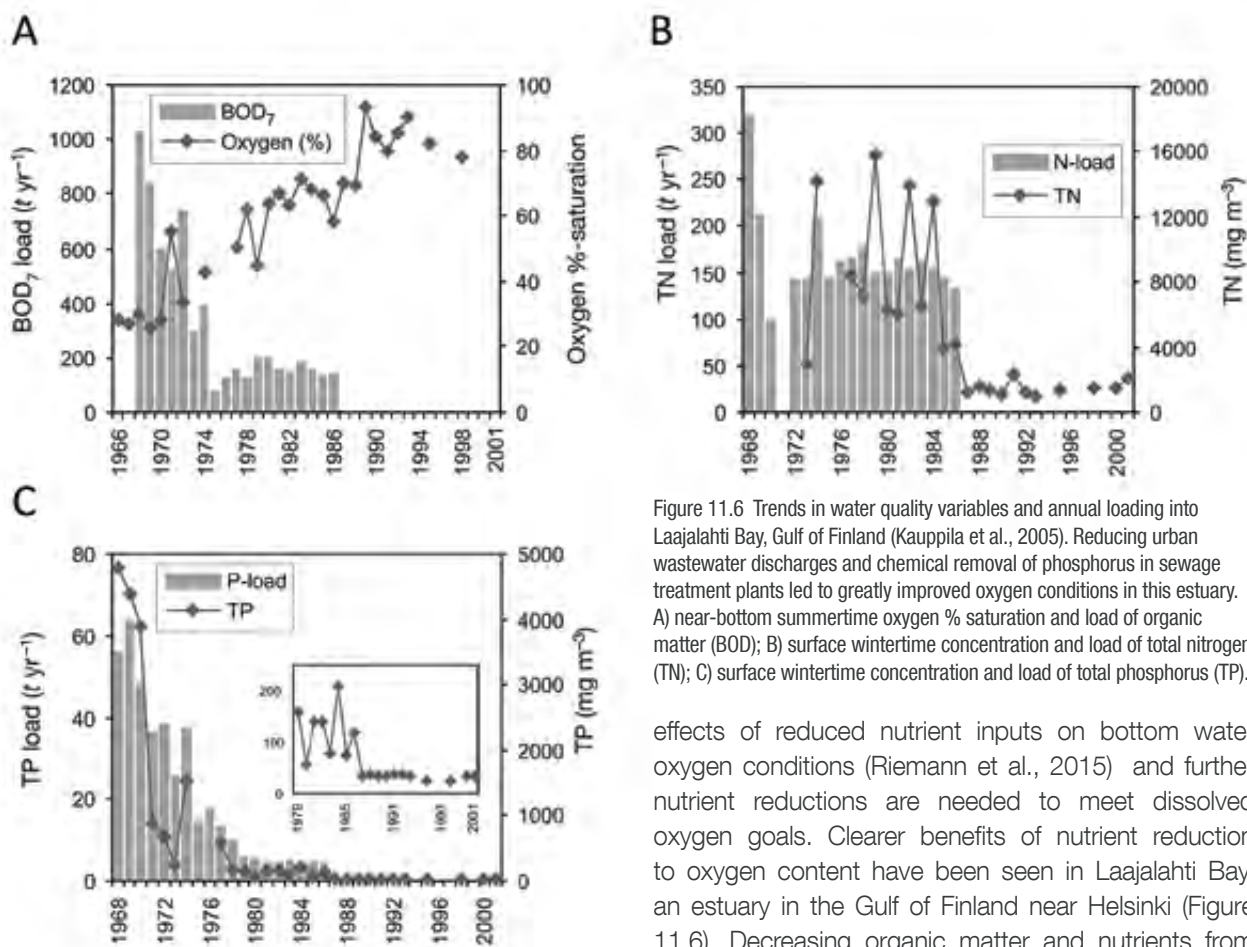 A
1200
1000
800
600
400
200
0
BOD₇ load (t yr⁻¹)
BOD₇
Oxygen (%)
100
80
60
40
20
0
Oxygen %-saturation
1966
1970
1974
1978
1982
1986
1990
1994
1998
2001
B
350
300
250
200
150
100
50
0
TN load (t yr⁻¹)
N-load
TN
20000
16000
12000
8000
4000
0
TN (mg m⁻³)
1968
1972
1976
1980
1984
1988
1992
1996
2000
C
80
60
40
20
0
TP load (t yr⁻¹)
P-load
TP
200
100
0
1979
1985
1991
1997
2001
5000
4000
3000
2000
1000
0
TP (mg m⁻³)
1968
1972
1976
1980
1984
1988
1992
1996
2000
Figure 11.6 Trends in water quality variables and annual loading into
Laajalahti Bay, Gulf of Finland (Kauppila et al., 2005). Reducing urban
wastewater discharges and chemical removal of phosphorus in sewage
treatment plants led to greatly improved oxygen conditions in this estuary.
A) near-bottom summertime oxygen % saturation and load of organic
matter (BOD); B) surface wintertime concentration and load of total nitrogen
(TN); C) surface wintertime concentration and load of total phosphorus (TP).
effects of reduced nutrient inputs on bottom wate
oxygen conditions (Riemann et al., 2015) and furthe
nutrient reductions are needed to meet dissolved
oxygen goals. Clearer benefits of nutrient reduction
to oxygen content have been seen in Laajalahti Bay
an estuary in the Gulf of Finland near Helsinki (Figure
11.6). Decreasing organic matter and nutrients from